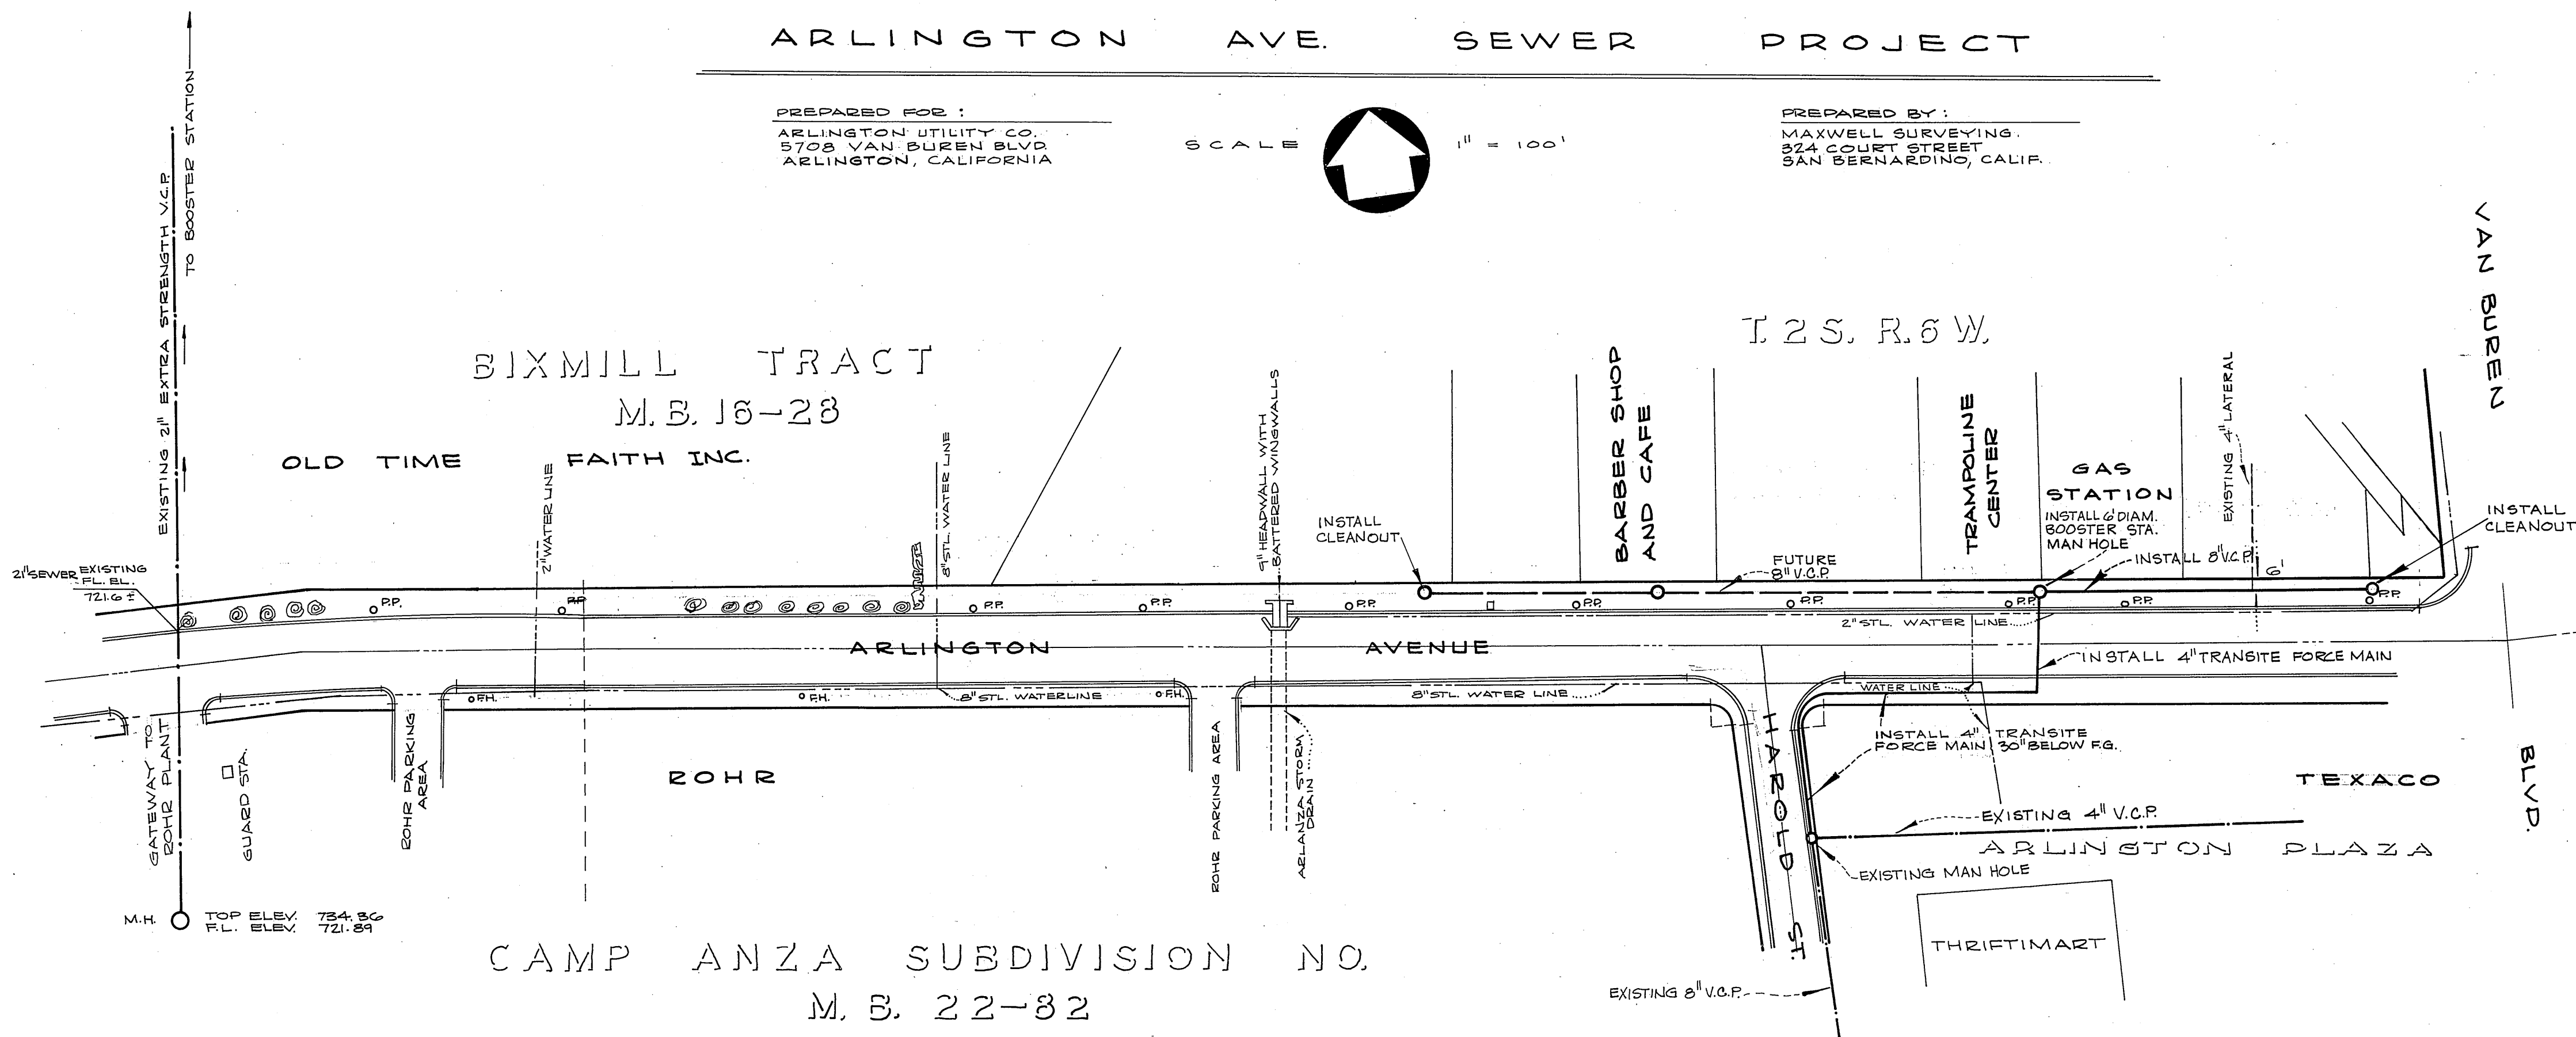 ARLINGTON AVE. SEWER PROJECT
PREPARED FOR :
ARLINGTON UTILITY CO.
5708 VAN BUREN BLVD.
ARLINGTON, CALIFORNIA
SCALE 1" = 100'
PREPARED BY :
MAXWELL SURVEYING.
324 COURT STREET
SAN BERNARDINO, CALIF.
TO BOOSTER STATION
EXISTING 21" EXTRA STRENGTH V.C.P.
BIXMILL TRACT
M.B. 16-28
OLD TIME FAITH INC.
T. 2 S. R. 6 W.
VAN BUREN
BLVD.
2" WATER LINE
8" STL. WATER LINE
9" HEADWALL WITH
BATTERED WINGWALLS
INSTALL
CLEANOUT
BARBER SHOP
AND CAFE
FUTURE
8" V.C.P.
TRAMPOLINE
CENTER
GAS
STATION
INSTALL 6' DIAM.
BOOSTER STA.
MAN HOLE
INSTALL 8" V.C.P.
EXISTING 4" LATERAL
6'
INSTALL
CLEANOUT
21" SEWER EXISTING
FL. EL.
721.6 ±
P.P.
P.P.
P.P.
P.P.
P.P.
P.P.
P.P.
P.P.
P.P.
P.P.
2" STL. WATER LINE
ARLINGTON AVENUE
INSTALL 4" TRANSITE FORCE MAIN
F.H.
F.H.
F.H.
8" STL. WATERLINE
8" STL. WATER LINE
WATER LINE
INSTALL 4" TRANSITE
FORCE MAIN 30" BELOW F.G.
GATEWAY TO
ROHR PLANT
GUARD STA.
ROHR PARKING
AREA
ROHR
ROHR PARKING AREA
ARLANZA STORM
DRAIN
HAROLD ST.
TEXACO
EXISTING 4" V.C.P.
ARLINGTON PLAZA
EXISTING MAN HOLE
THRIFTIMART
EXISTING 8" V.C.P.
M.H.
TOP ELEV. 734.36
F.L. ELEV. 721.89
CAMP ANZA SUBDIVISION NO.
M. B. 22-82